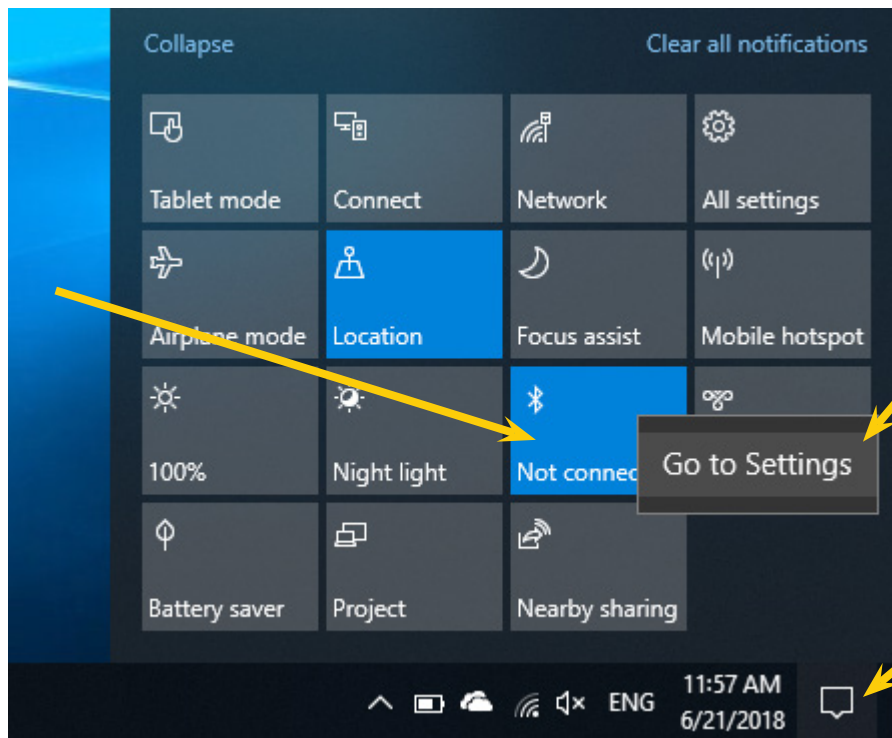 Collapse
Clear all notifications
Tablet mode
Connect
Network
All settings
Airplane mode
Location
Focus assist
Mobile hotspot
100%
Night light
Not connec
Go to Settings
Battery saver
Project
Nearby sharing
ENG
11:57 AM
6/21/2018